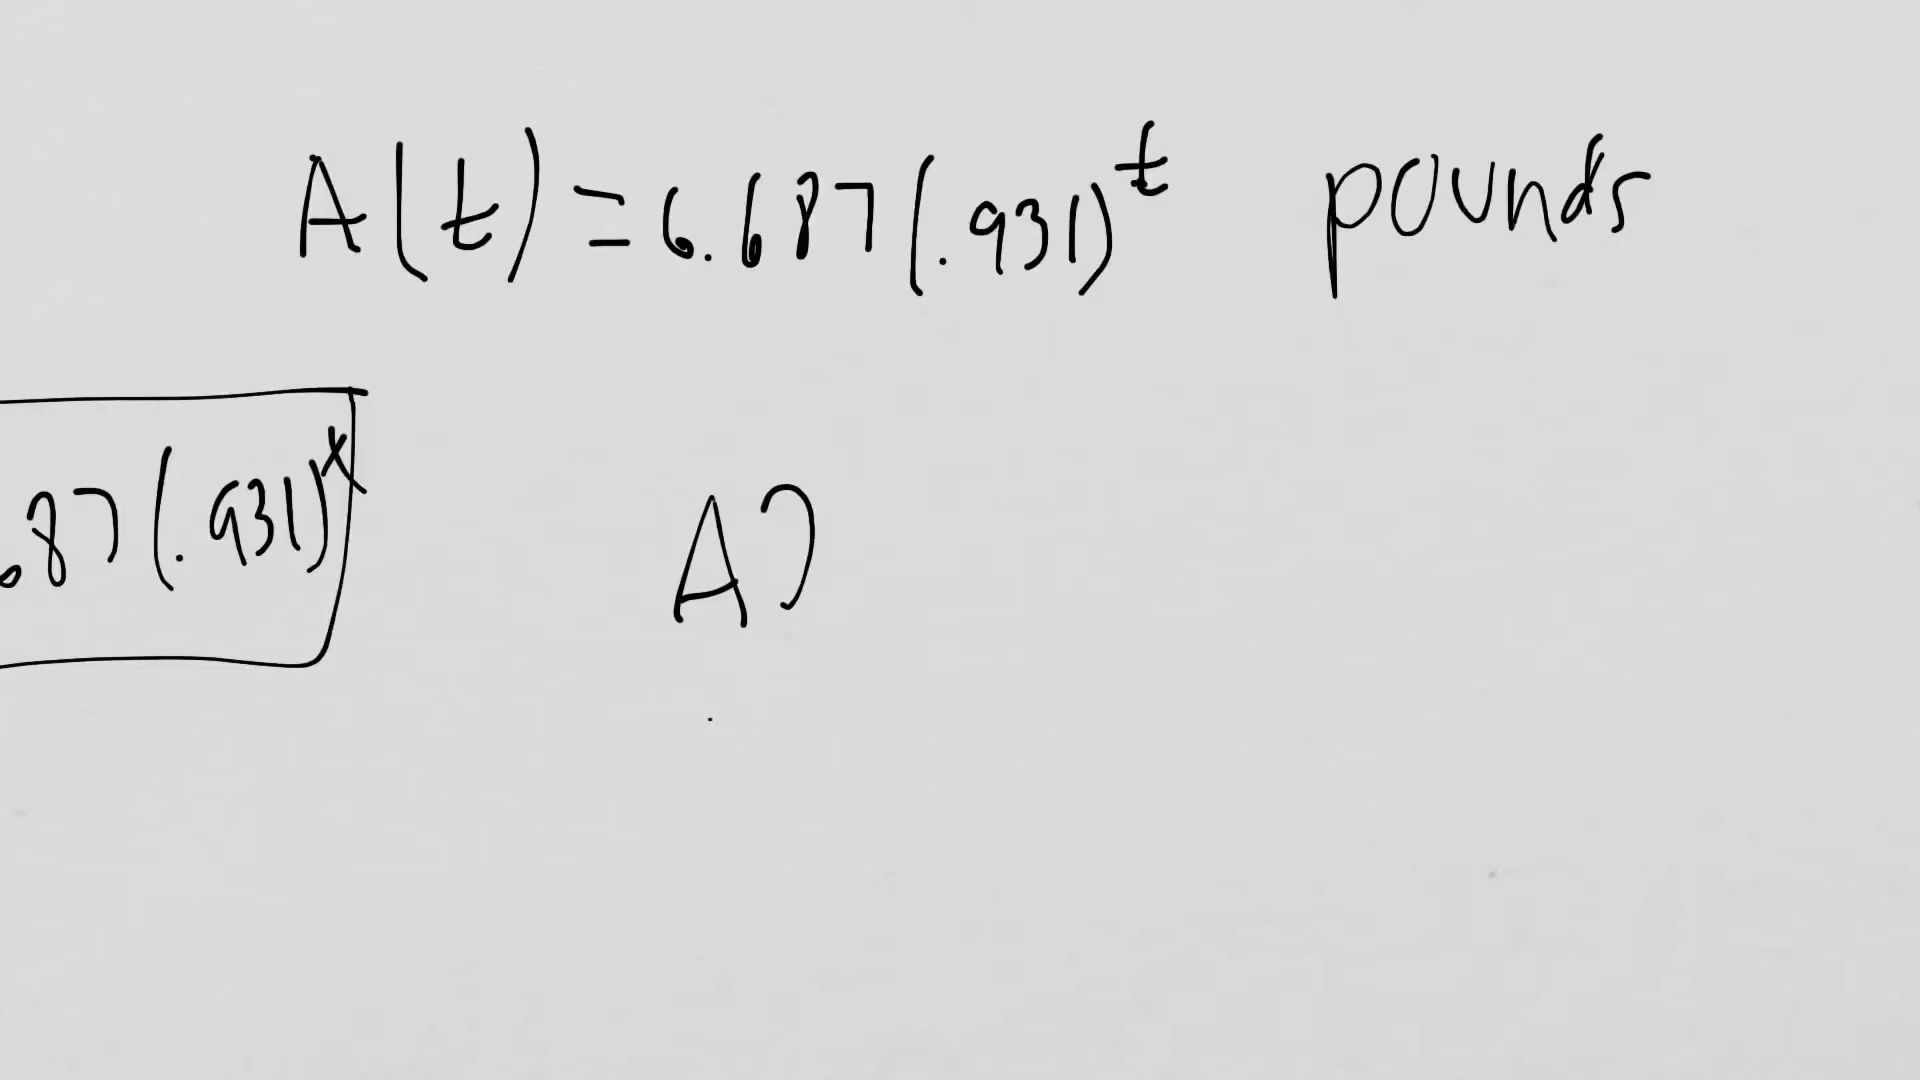 A(t) = 6.687(.931)^t pounds
.87(.931)^x
A